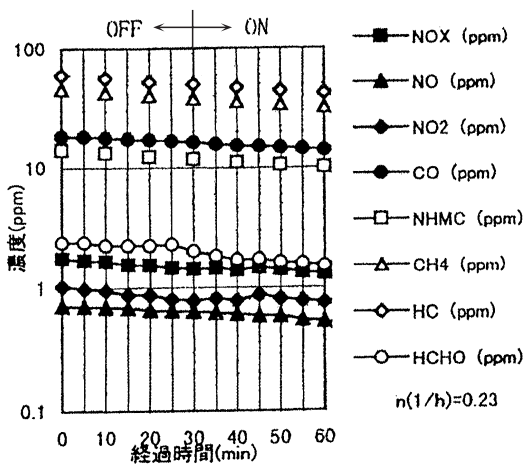 OFF ON
100
10
1
0.1
濃度(ppm)
0 10 20 30 40 50 60
経過時間(min)
NOX (ppm)
NO (ppm)
NO2 (ppm)
CO (ppm)
NHMC (ppm)
CH4 (ppm)
HC (ppm)
HCHO (ppm)
n(1/h)=0.23